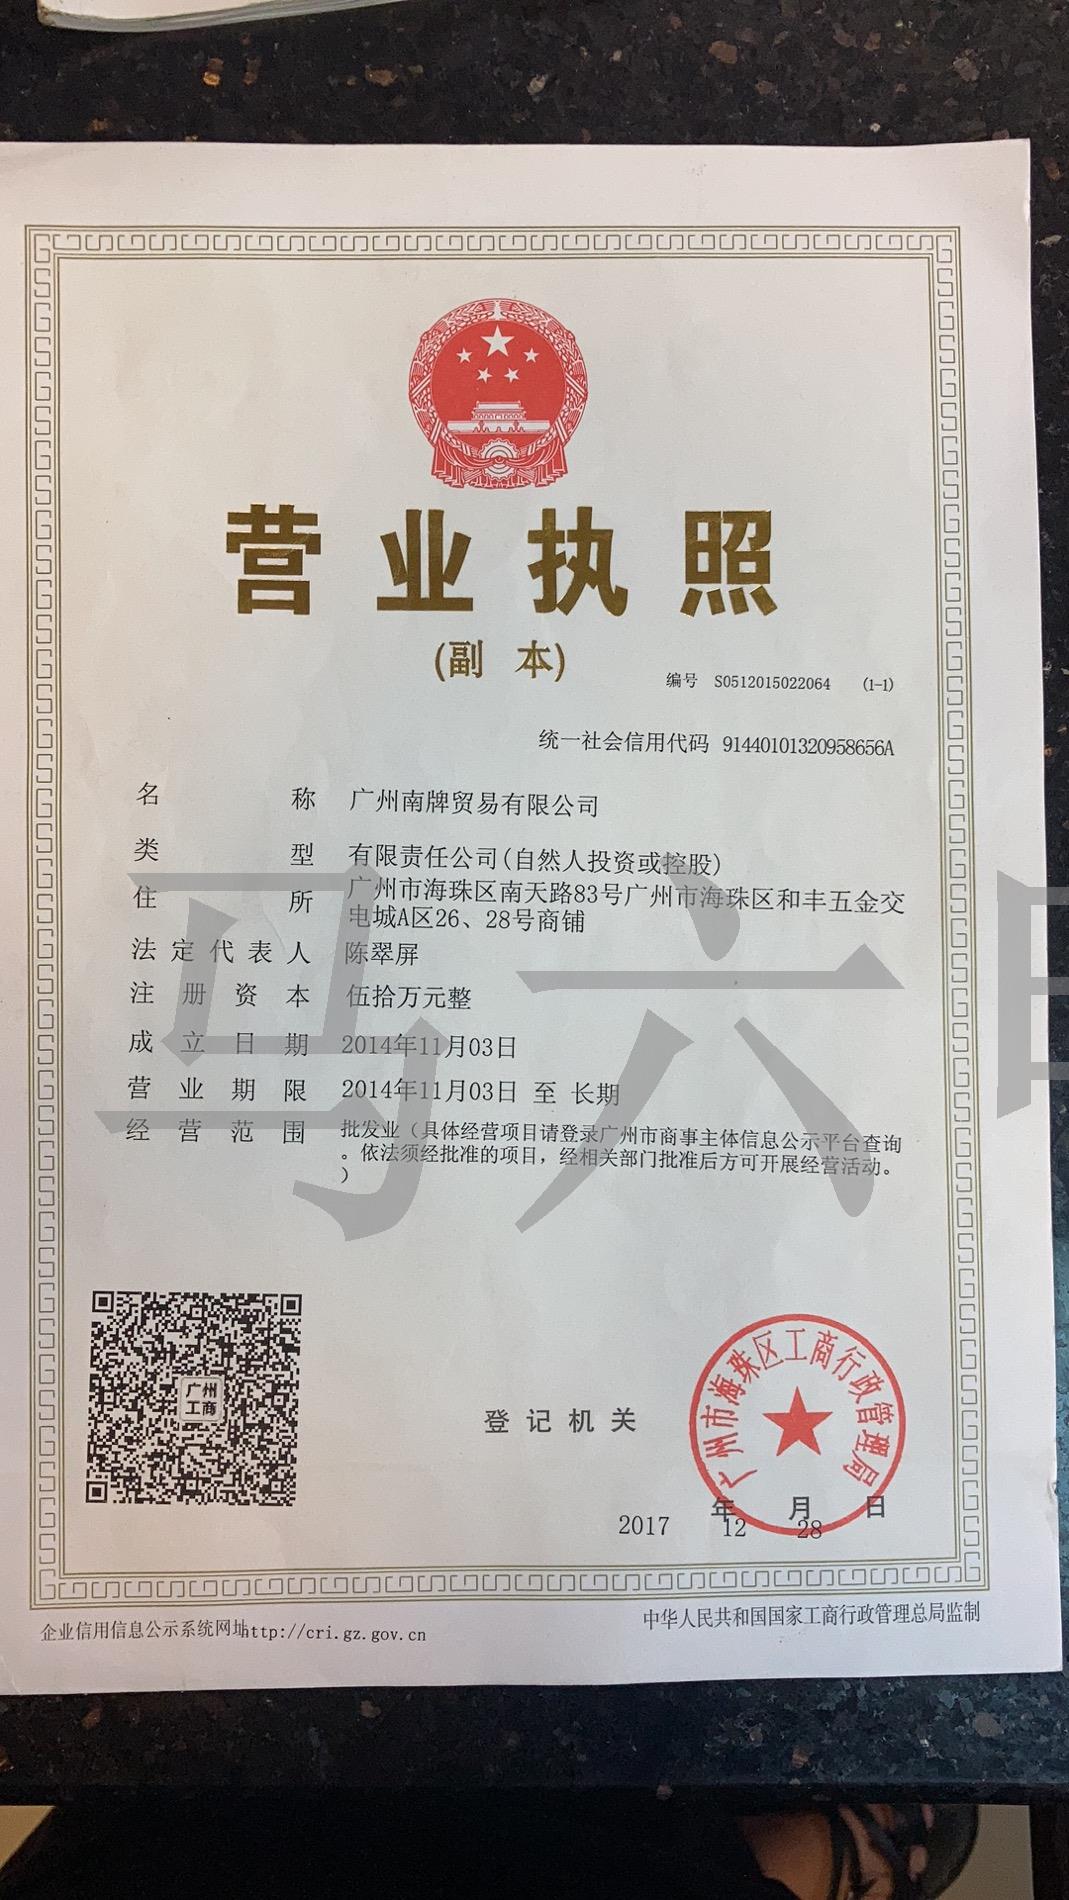 营业执照
(副 本)
编号 S0512015022064 (1-1)
统一社会信用代码 91440101320958656A
名称 广州南牌贸易有限公司
类型 有限责任公司(自然人投资或控股)
住所 广州市海珠区南天路83号广州市海珠区和丰五金交
电城A区26、28号商铺
法定代表人 陈翠屏
注册资本 伍拾万元整
成立日期 2014年11月03日
营业期限 2014年11月03日 至 长期
经营范围 批发业（具体经营项目请登录广州市商事主体信息公示平台查询
。依法须经批准的项目，经相关部门批准后方可开展经营活动。
）
马六
广州
工商
登记机关
广州市海珠区工商行政管理局
年 月 日
2017 12 28
企业信用信息公示系统网址http://cri.gz.gov.cn
中华人民共和国国家工商行政管理总局监制